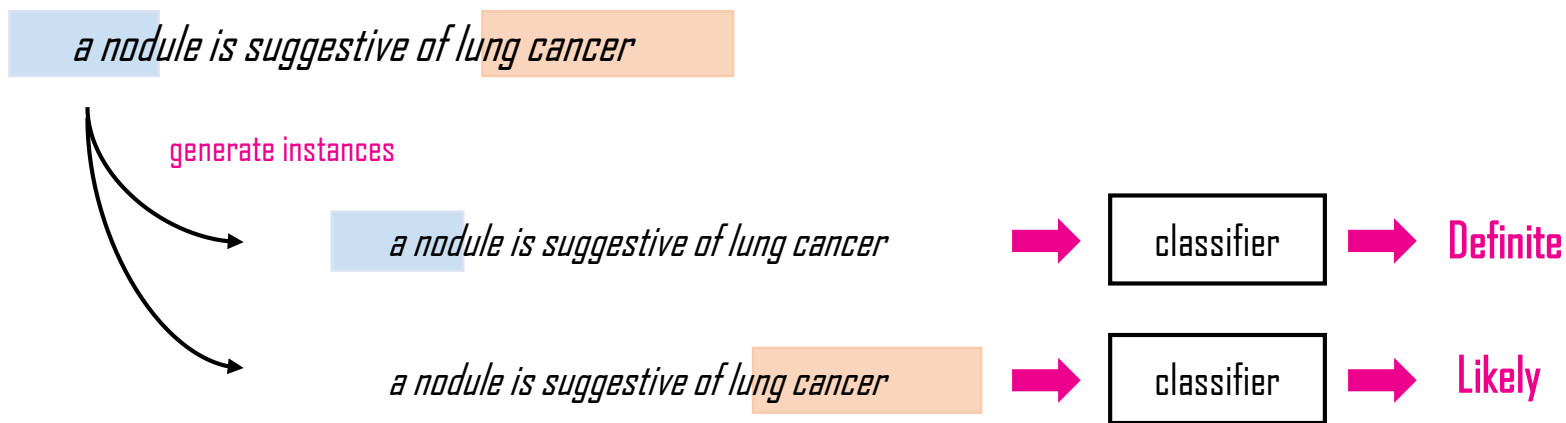 a nodule is suggestive of lung cancer
generate instances
a nodule is suggestive of lung cancer
classifier
Definite
a nodule is suggestive of lung cancer
classifier
Likely